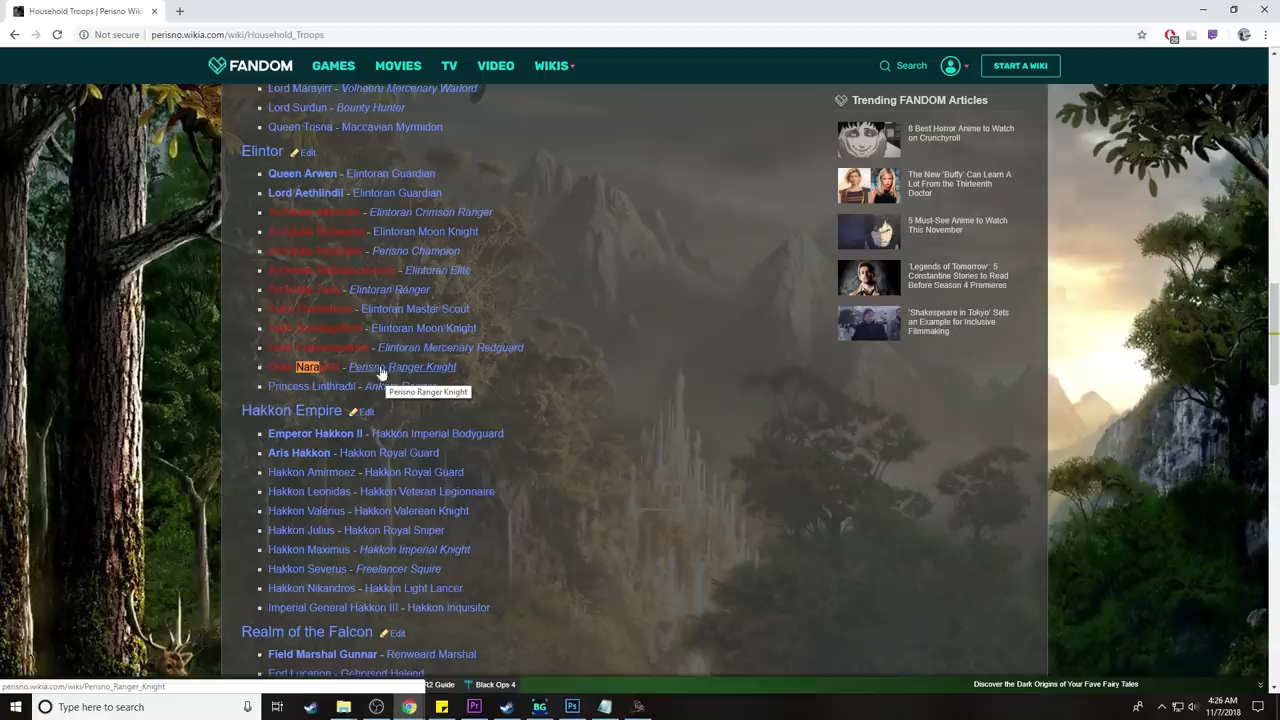 Household Troops | Perisno Wi
Not secure | perisno.wikia.com/wiki/Household_Troops
FANDOM GAMES MOVIES TV VIDEO WIKIS Search START A WIKI
Lord Marayirr - Volheere Mercenary Warlord
Lord Surdun - Bounty Hunter
Queen Trisna - Maccavian Myrmidon
Elintor Edit
Queen Arwen - Elintoran Guardian
Lord Aethlindii - Elintoran Guardian
- Elintoran Crimson Ranger
- Elintoran Moon Knight
- Perisno Champion
- Elintoran Elite
- Elintoran Ranger
- Elintoran Master Scout
- Elintoran Moon Knight
- Elintoran Mercenary Redguard
Nara - Perisno Ranger Knight
Princess Linthradil -
Perisno Ranger Knight
Hakkon Empire Edit
Emperor Hakkon II - Hakkon Imperial Bodyguard
Aris Hakkon - Hakkon Royal Guard
Hakkon Amirmoez - Hakkon Royal Guard
Hakkon Leonidas - Hakkon Veteran Legionnaire
Hakkon Valerius - Hakkon Valerean Knight
Hakkon Julius - Hakkon Royal Sniper
Hakkon Maximus - Hakkon Imperial Knight
Hakkon Severus - Freelancer Squire
Hakkon Nikandros - Hakkon Light Lancer
Imperial General Hakkon III - Hakkon Inquisitor
Realm of the Falcon Edit
Field Marshal Gunnar - Renweard Marshal
Trending FANDOM Articles
8 Best Horror Anime to Watch
on Crunchyroll
The New 'Buffy' Can Learn A
Lot From the Thirteenth
Doctor
5 Must-See Anime to Watch
This November
'Legends of Tomorrow': 5
Constantine Stories to Read
Before Season 4 Premieres
'Shakespeare in Tokyo' Sets
an Example for Inclusive
Filmmaking
perisno.wikia.com/wiki/Perisno_Ranger_Knight
R2 Guide Black Ops 4 Discover the Dark Origins of Your Fave Fairy Tales
Type here to search
4:26 AM
11/7/2018